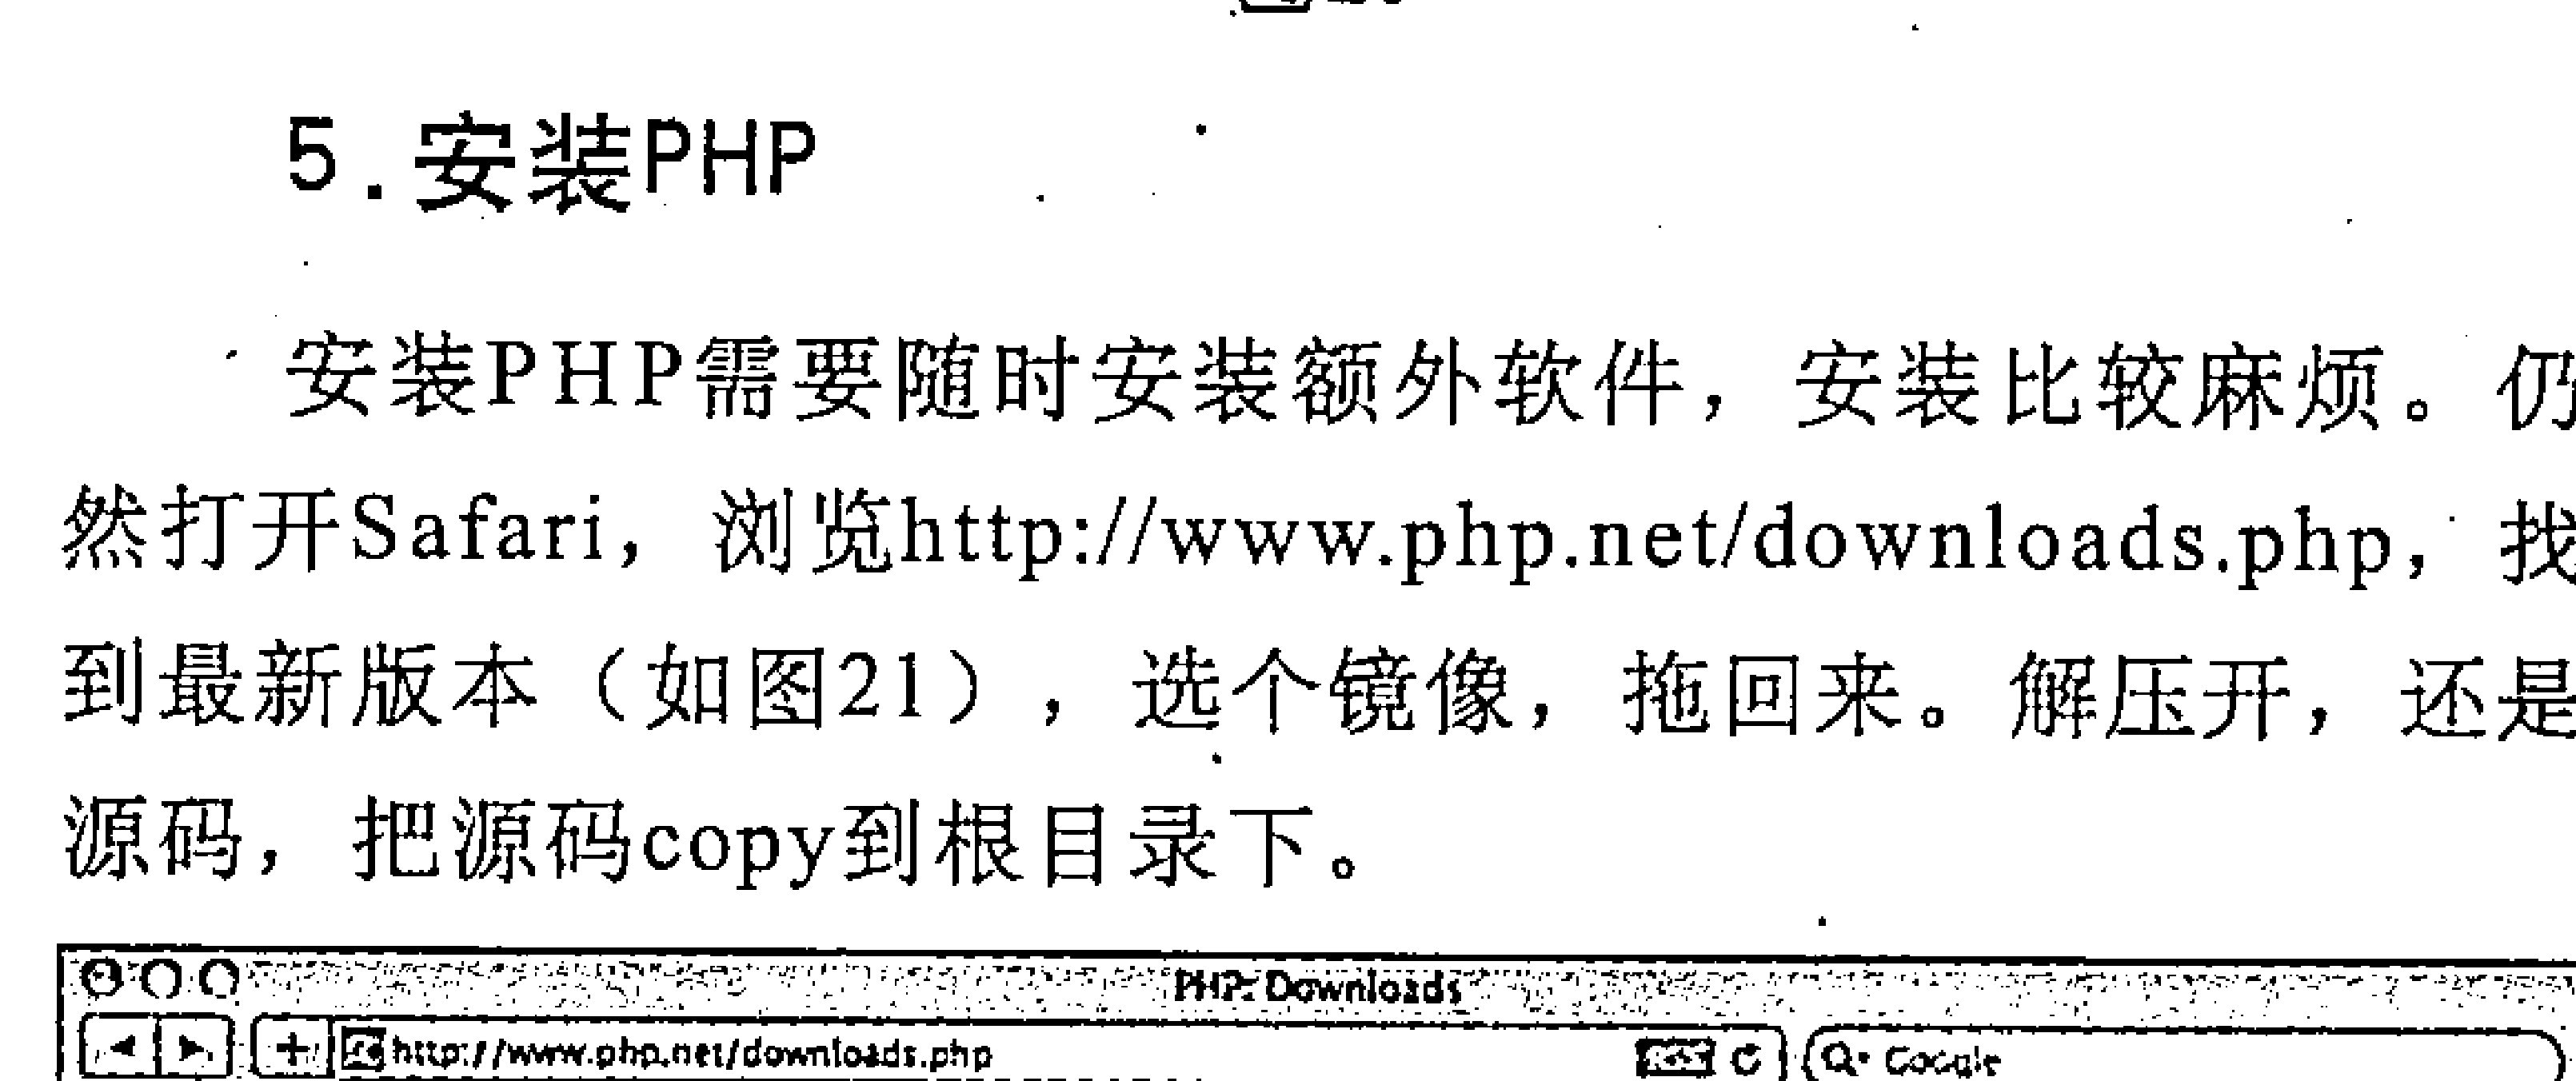 5.安装PHP
安装PHP需要随时安装额外软件，安装比较麻烦。仍
然打开Safari，浏览http://www.php.net/downloads.php，找
到最新版本（如图21），选个镜像，拖回来。解压开，还是
源码，把源码copy到根目录下。
PHP: Downloads
http://www.php.net/downloads.php RSS Google